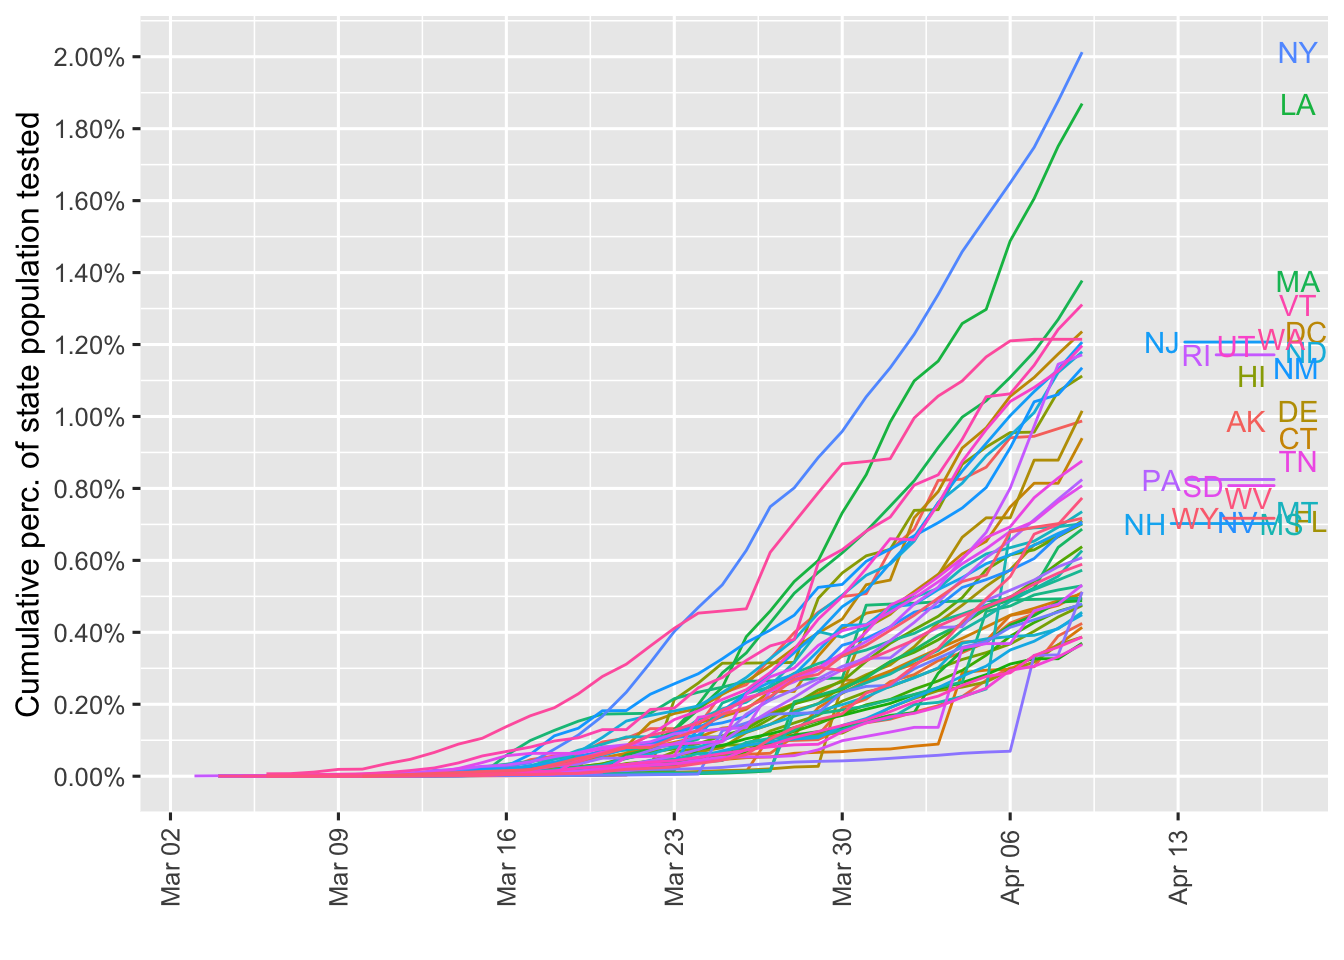 Cumulative perc. of state population tested
2.00%
1.80%
1.60%
1.40%
1.20%
1.00%
0.80%
0.60%
0.40%
0.20%
0.00%
Mar 02
Mar 09
Mar 16
Mar 23
Mar 30
Apr 06
Apr 13
NY
LA
MA
VT
DC
WA
NJ
UT
ND
RI
NM
HI
DE
AK
CT
TN
PA
SD
WV
MT
WY
NH
NV
MS
FL